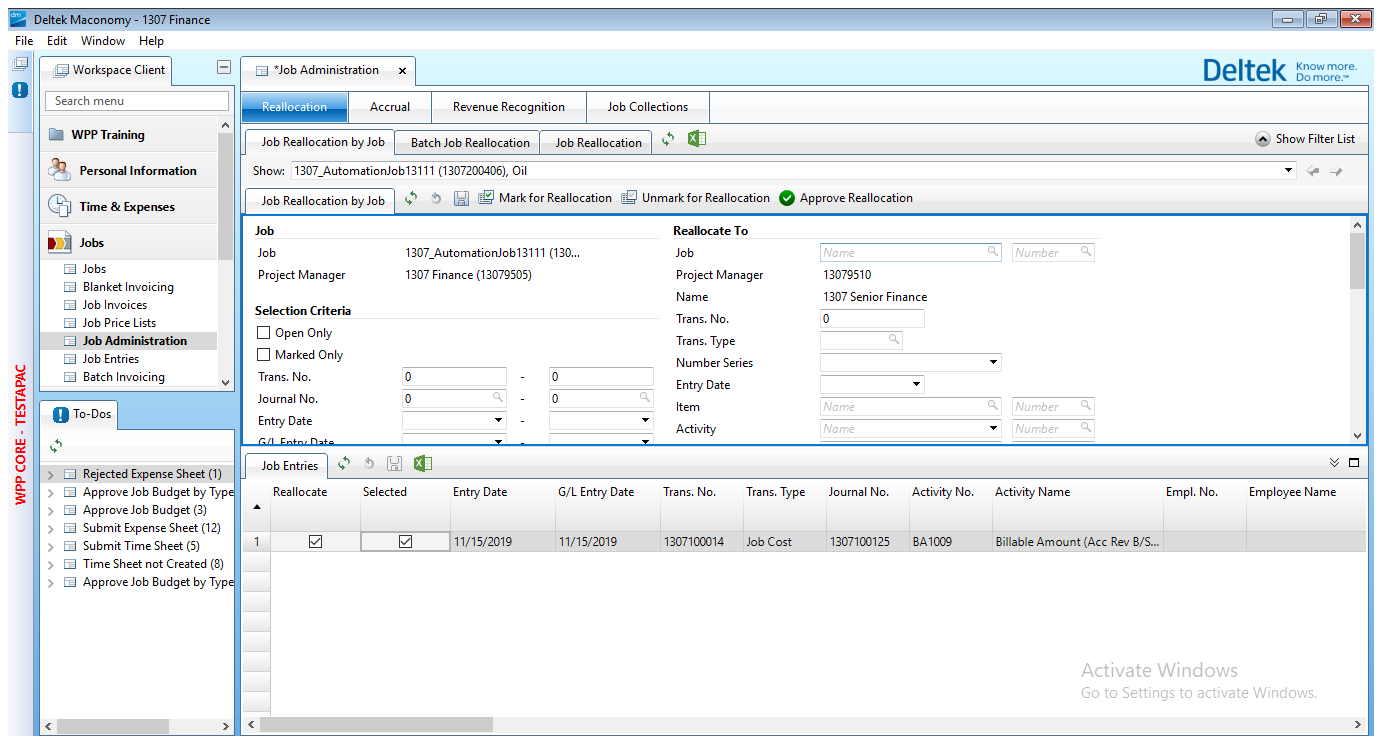 dm Deltek Maconomy - 1307 Finance
File Edit Window Help
Workspace Client
*Job Administration x
Deltek Know more. Do more.™
Search menu
Reallocation Accrual Revenue Recognition Job Collections
WPP Training
Job Reallocation by Job Batch Job Reallocation Job Reallocation Show Filter List
Personal Information
Show: 1307_AutomationJob13111 (1307200406), Oil
Time & Expenses
Job Reallocation by Job Mark for Reallocation Unmark for Reallocation Approve Reallocation
Jobs
Jobs
Blanket Invoicing
Job Invoices
Job Price Lists
Job Administration
Job Entries
Batch Invoicing
Job
Job 1307_AutomationJob13111 (130...
Project Manager 1307 Finance (13079505)
Selection Criteria
Open Only
Marked Only
Trans. No. 0 - 0
Journal No. 0 - 0
Entry Date -
G/L Entry Date -
Reallocate To
Job Name Number
Project Manager 13079510
Name 1307 Senior Finance
Trans. No. 0
Trans. Type
Number Series
Entry Date
Item Name Number
Activity Name Number
WPP CORE - TESTAPAC
To-Dos
Rejected Expense Sheet (1)
Approve Job Budget by Type
Approve Job Budget (3)
Submit Expense Sheet (12)
Submit Time Sheet (5)
Time Sheet not Created (8)
Approve Job Budget by Type
Job Entries
Reallocate Selected Entry Date G/L Entry Date Trans. No. Trans. Type Journal No. Activity No. Activity Name Empl. No. Employee Name
1 11/15/2019 11/15/2019 1307100014 Job Cost 1307100125 BA1009 Billable Amount (Acc Rev B/S...
Activate Windows
Go to Settings to activate Windows.